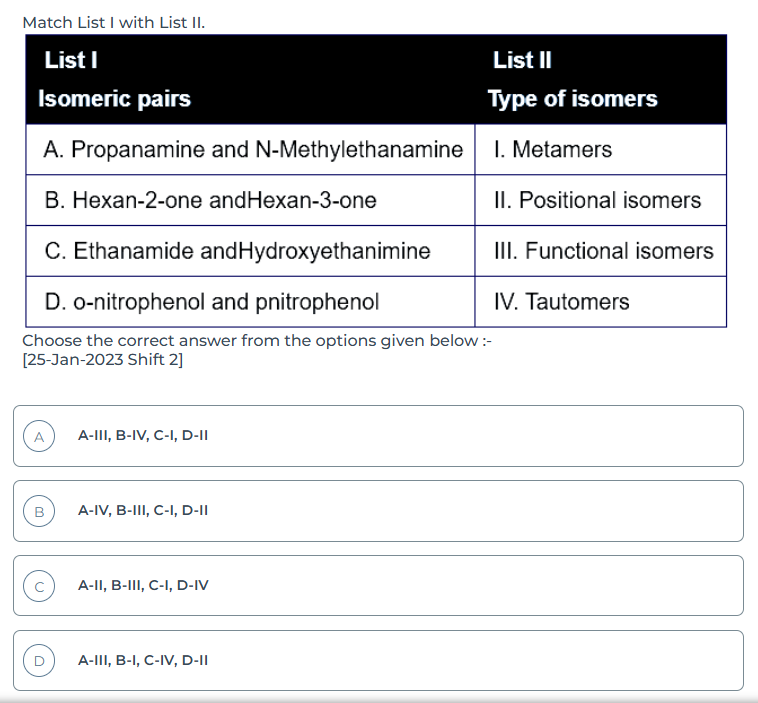 Match List I with List II.
List I List II
Isomeric pairs Type of isomers
A. Propanamine and N-Methylethanamine I. Metamers
B. Hexan-2-one andHexan-3-one II. Positional isomers
C. Ethanamide andHydroxyethanimine III. Functional isomers
D. o-nitrophenol and pnitrophenol IV. Tautomers
Choose the correct answer from the options given below :-
[25-Jan-2023 Shift 2]
A A-III, B-IV, C-I, D-II
B A-IV, B-III, C-I, D-II
C A-II, B-III, C-I, D-IV
D A-III, B-I, C-IV, D-II